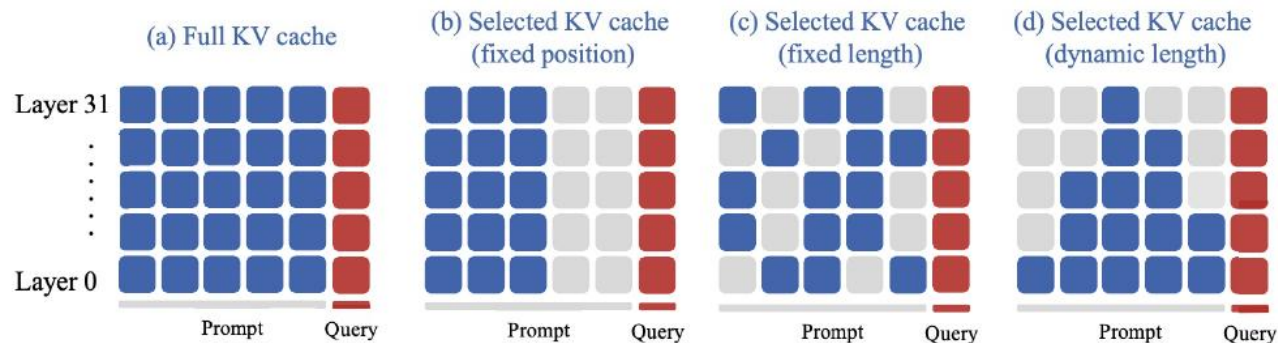 (a) Full KV cache
(b) Selected KV cache
(fixed position)
(c) Selected KV cache
(fixed length)
(d) Selected KV cache
(dynamic length)
Layer 31
Layer 0
Prompt Query
Prompt Query
Prompt Query
Prompt Query